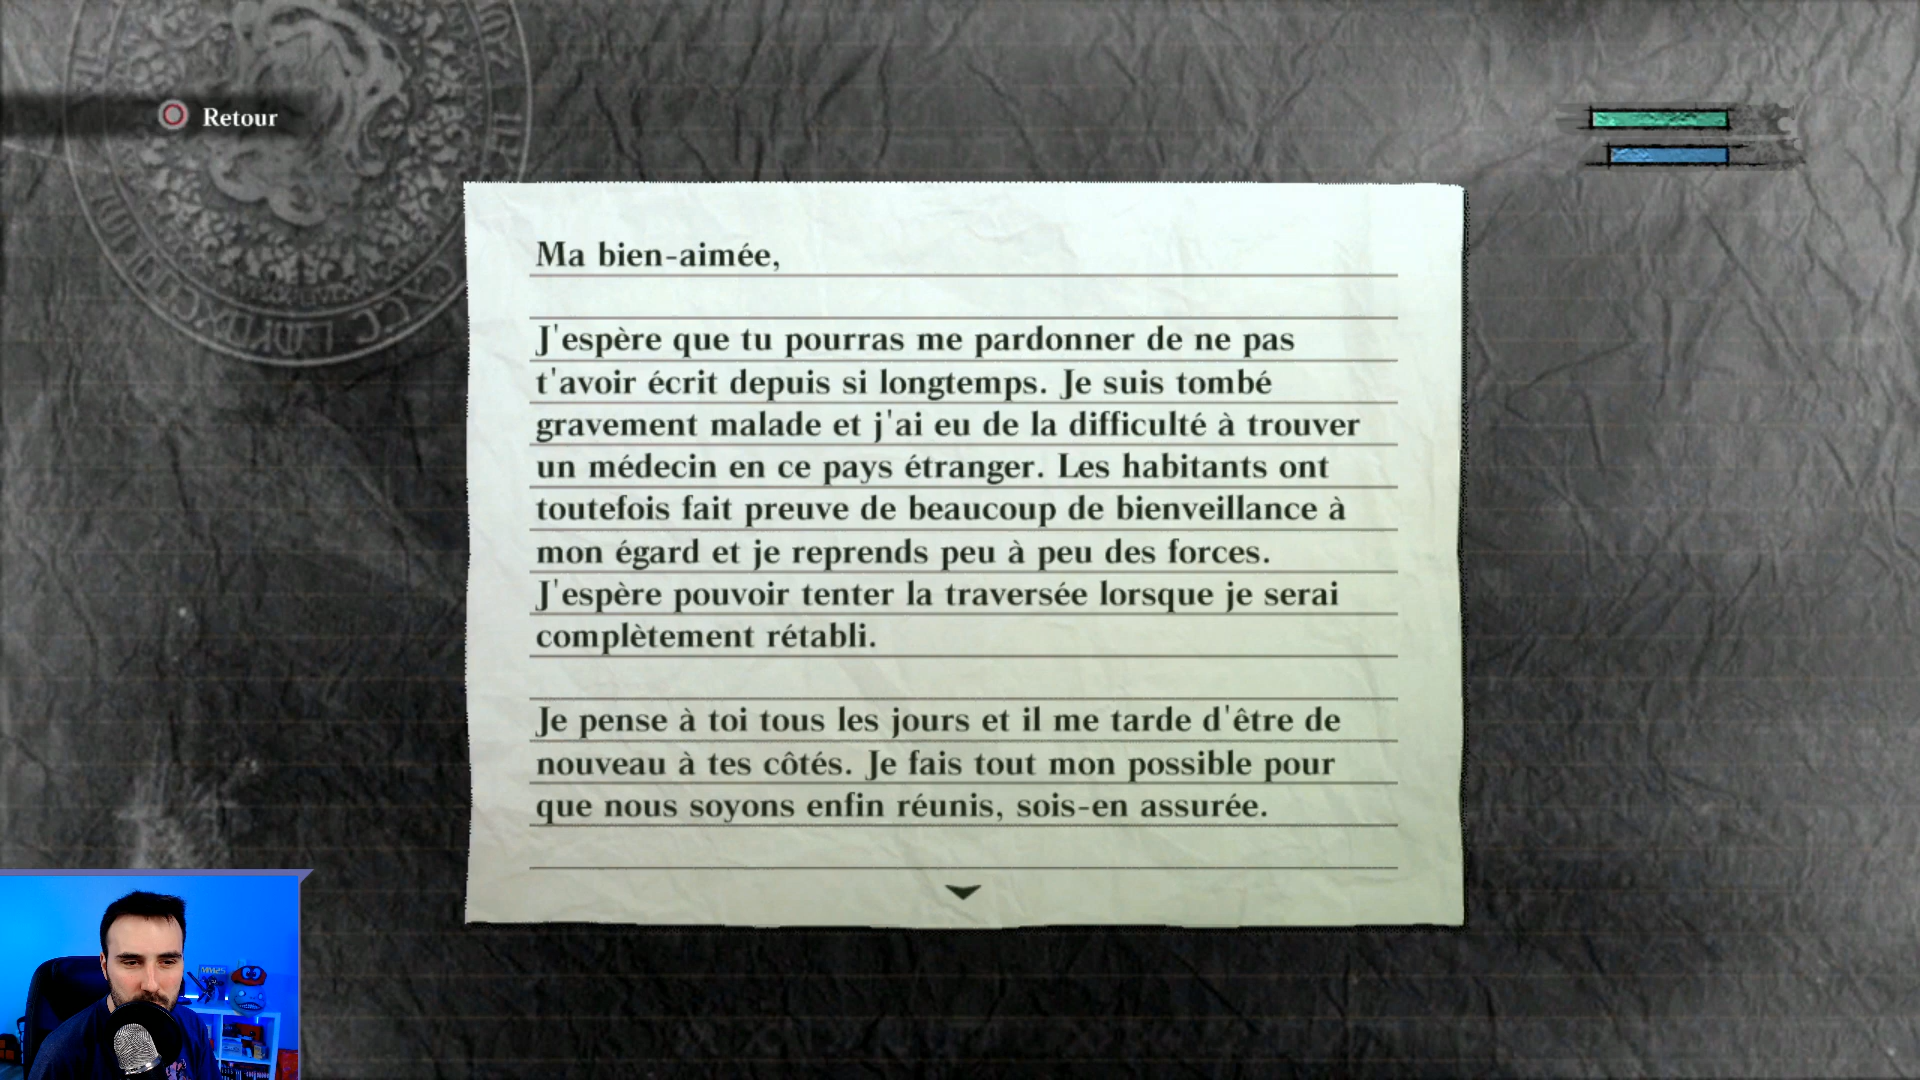 Retour
Ma bien-aimée,
J'espère que tu pourras me pardonner de ne pas
t'avoir écrit depuis si longtemps. Je suis tombé
gravement malade et j'ai eu de la difficulté à trouver
un médecin en ce pays étranger. Les habitants ont
toutefois fait preuve de beaucoup de bienveillance à
mon égard et je reprends peu à peu des forces.
J'espère pouvoir tenter la traversée lorsque je serai
complètement rétabli.
Je pense à toi tous les jours et il me tarde d'être de
nouveau à tes côtés. Je fais tout mon possible pour
que nous soyons enfin réunis, sois-en assurée.